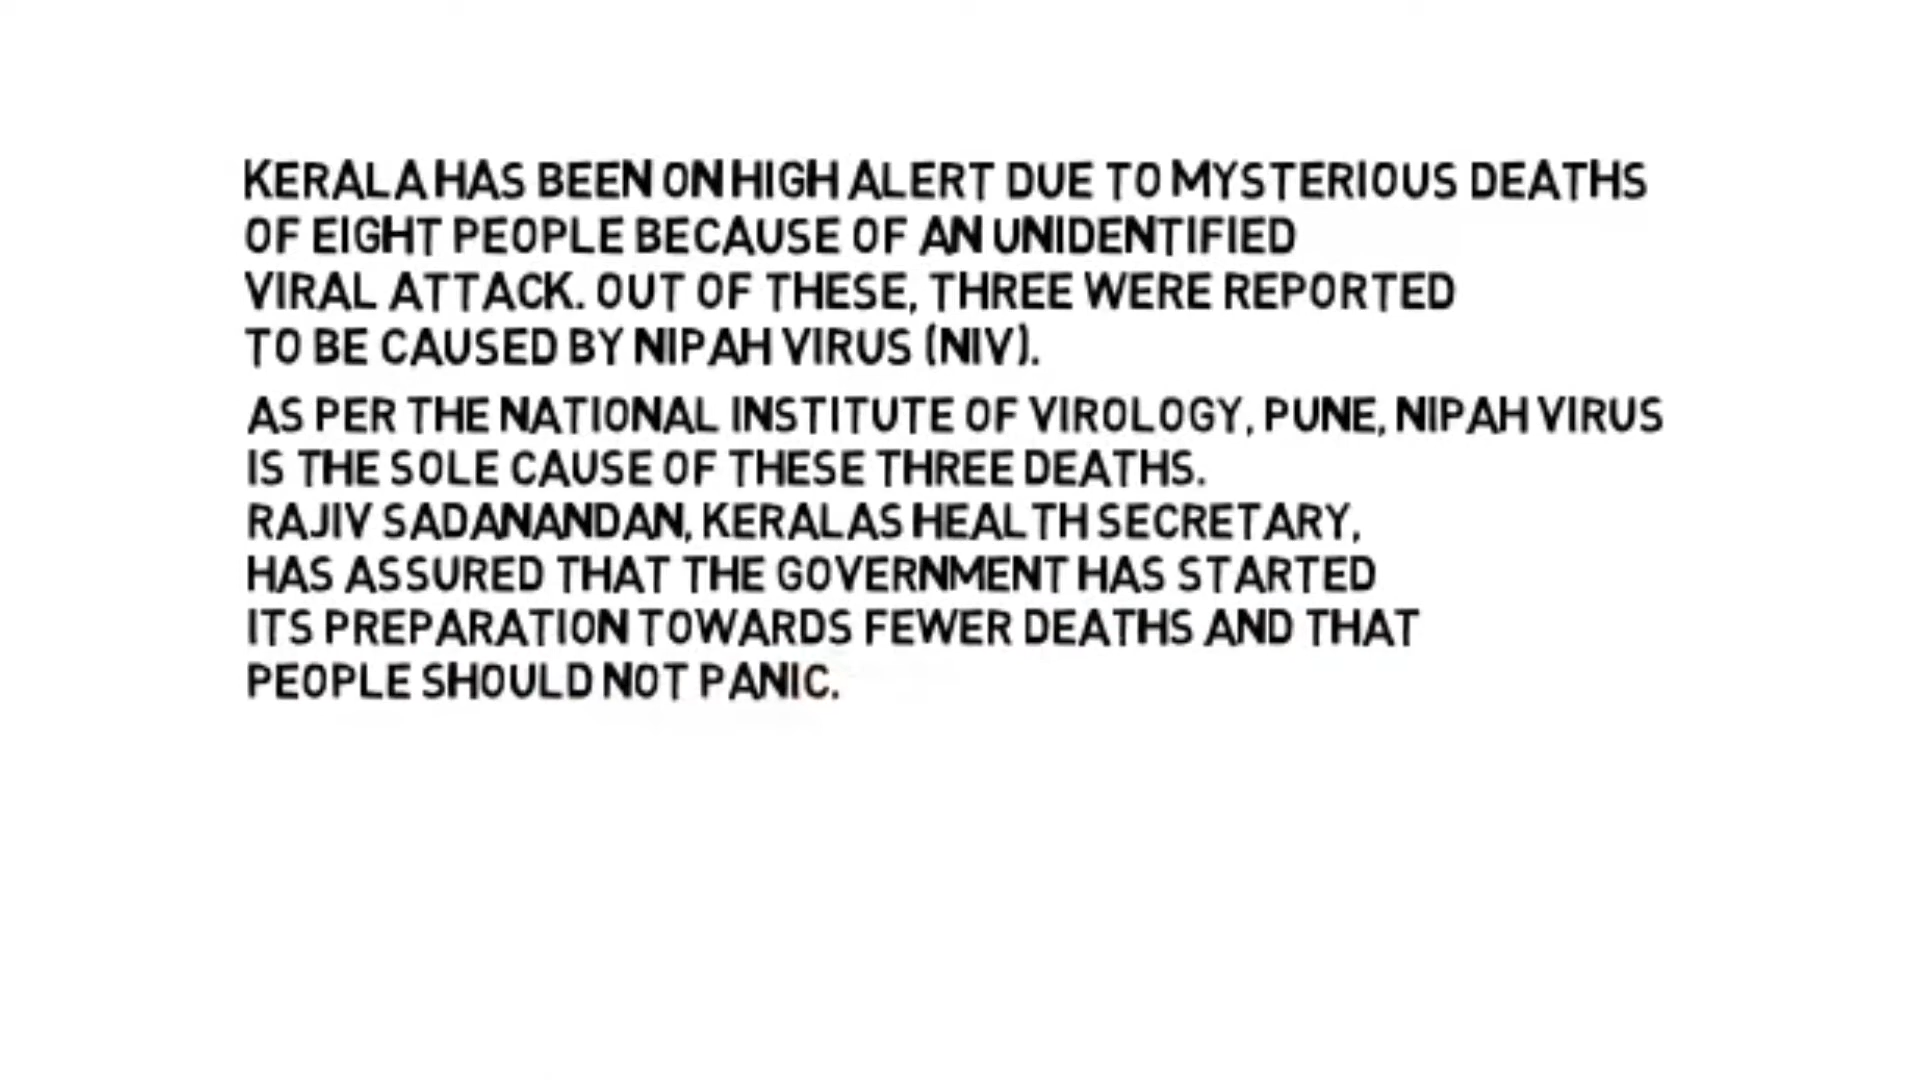 KERALA HAS BEEN ON HIGH ALERT DUE TO MYSTERIOUS DEATHS
OF EIGHT PEOPLE BECAUSE OF AN UNIDENTIFIED
VIRAL ATTACK. OUT OF THESE, THREE WERE REPORTED
TO BE CAUSED BY NIPAH VIRUS (NIV).
AS PER THE NATIONAL INSTITUTE OF VIROLOGY, PUNE, NIPAH VIRUS
IS THE SOLE CAUSE OF THESE THREE DEATHS.
RAJIV SADANANDAN, KERALAS HEALTH SECRETARY,
HAS ASSURED THAT THE GOVERNMENT HAS STARTED
ITS PREPARATION TOWARDS FEWER DEATHS AND THAT
PEOPLE SHOULD NOT PANIC.